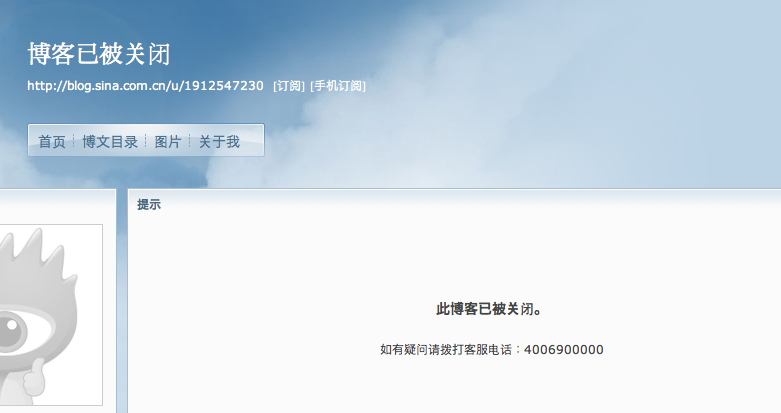 博客已被关闭
http://blog.sina.com.cn/u/1912547230 [订阅] [手机订阅]
首页 博文目录 图片 关于我
提示
此博客已被关闭。
如有疑问请拨打客服电话：4006900000